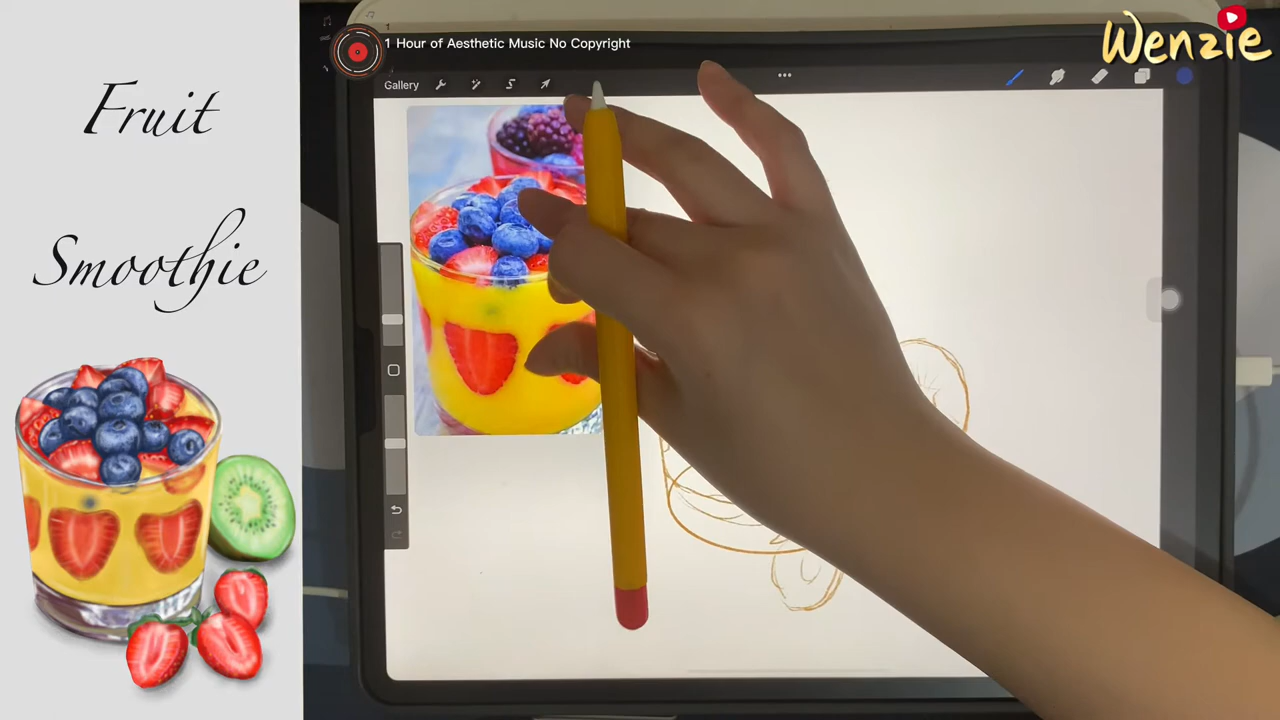 Fruit
Smoothie
1 Hour of Aesthetic Music No Copyright
Gallery
Wenzie